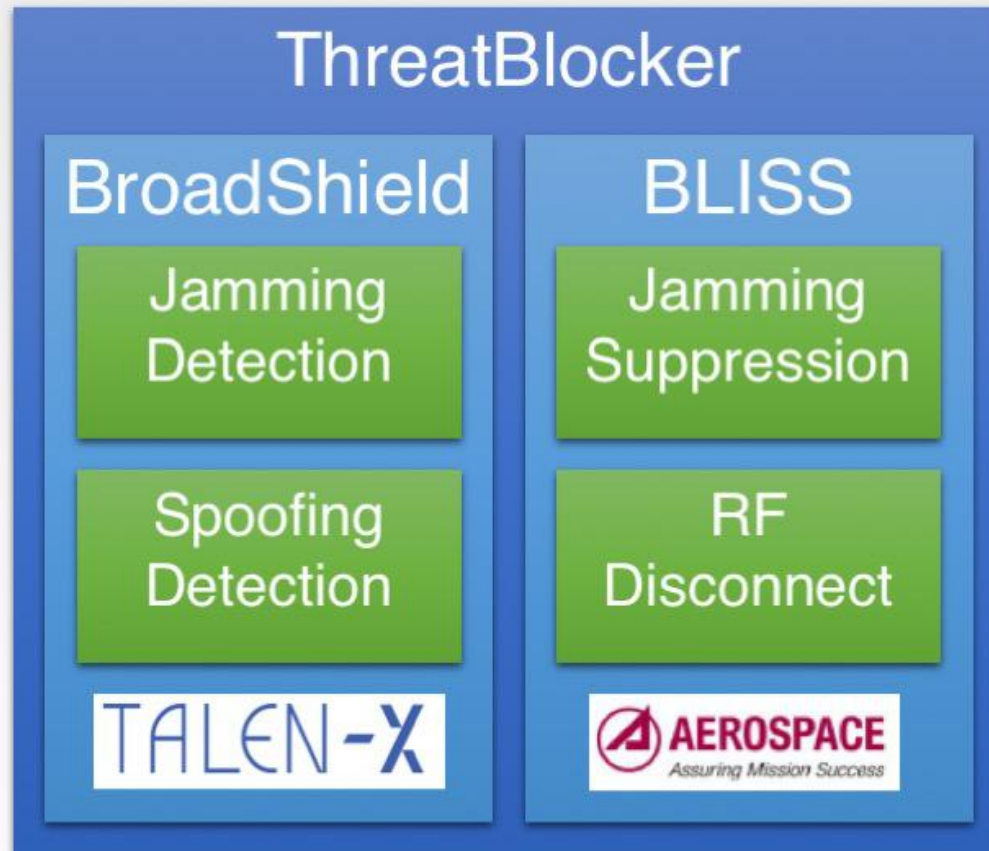 ThreatBlocker
BroadShield
Jamming
Detection
Spoofing
Detection
TALEN-X
BLISS
Jamming
Suppression
RF
Disconnect
AEROSPACE
Assuring Mission Success